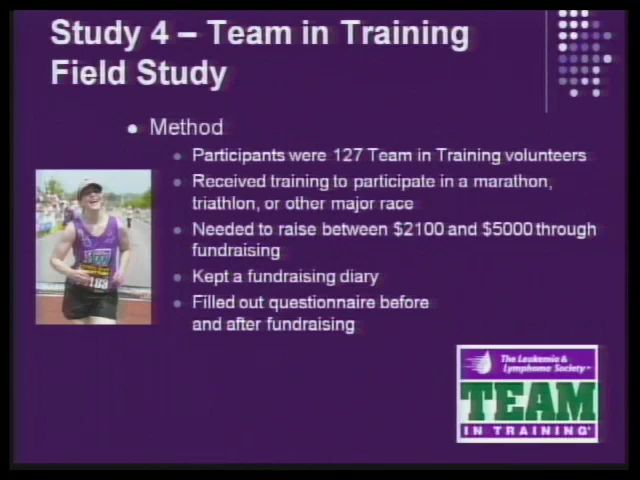 Study 4 – Team in Training
Field Study
Method
Participants were 127 Team in Training volunteers
Received training to participate in a marathon,
triathlon, or other major race
Needed to raise between $2100 and $5000 through
fundraising
Kept a fundraising diary
Filled out questionnaire before
and after fundraising
The Leukemia &
Lymphoma Society
TEAM
IN TRAINING